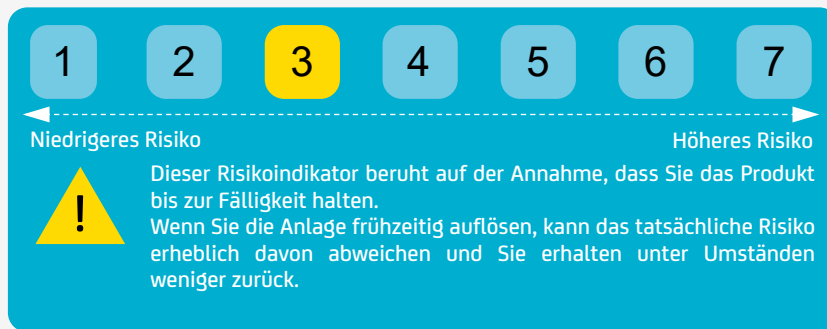 1 2 3 4 5 6 7
Niedrigeres Risiko Höheres Risiko
Dieser Risikoindikator beruht auf der Annahme, dass Sie das Produkt
bis zur Fälligkeit halten.
Wenn Sie die Anlage frühzeitig auflösen, kann das tatsächliche Risiko
erheblich davon abweichen und Sie erhalten unter Umständen
weniger zurück.
!